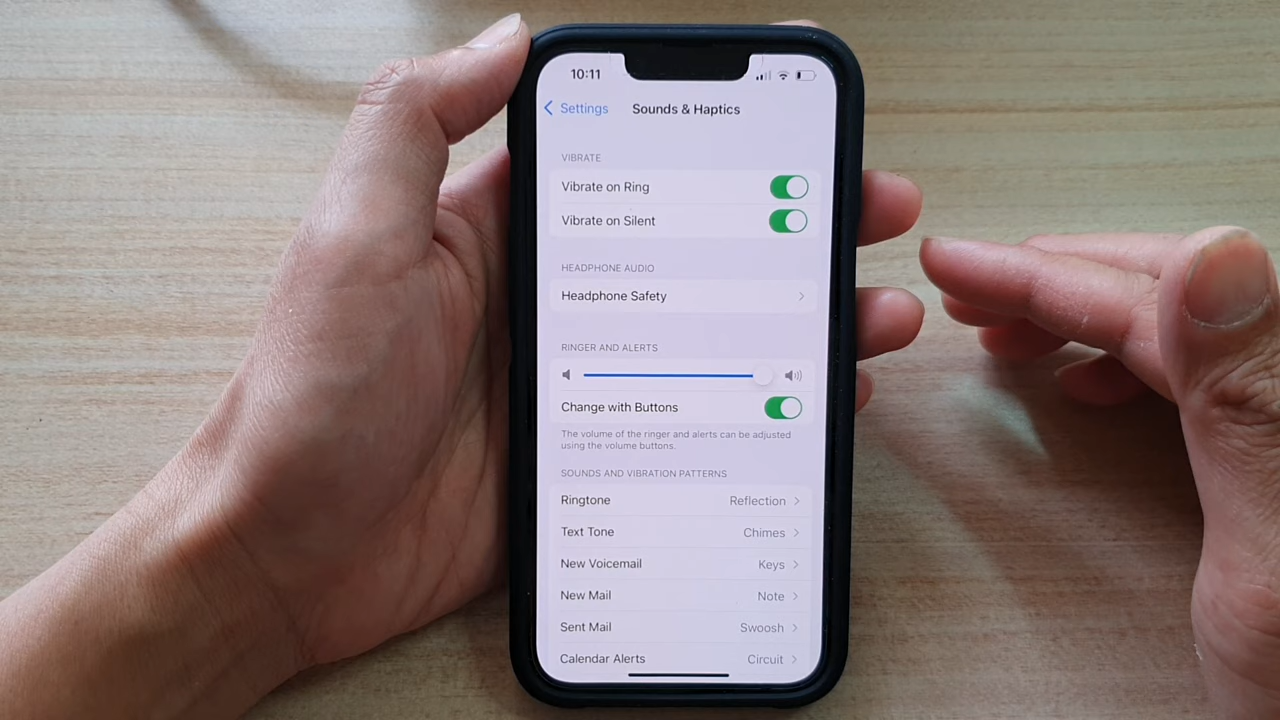 10:11
Settings
Sounds & Haptics
VIBRATE
Vibrate on Ring
Vibrate on Silent
HEADPHONE AUDIO
Headphone Safety
RINGER AND ALERTS
Change with Buttons
The volume of the ringer and alerts can be adjusted
using the volume buttons.
SOUNDS AND VIBRATION PATTERNS
Ringtone Reflection
Text Tone Chimes
New Voicemail Keys
New Mail Note
Sent Mail Swoosh
Calendar Alerts Circuit